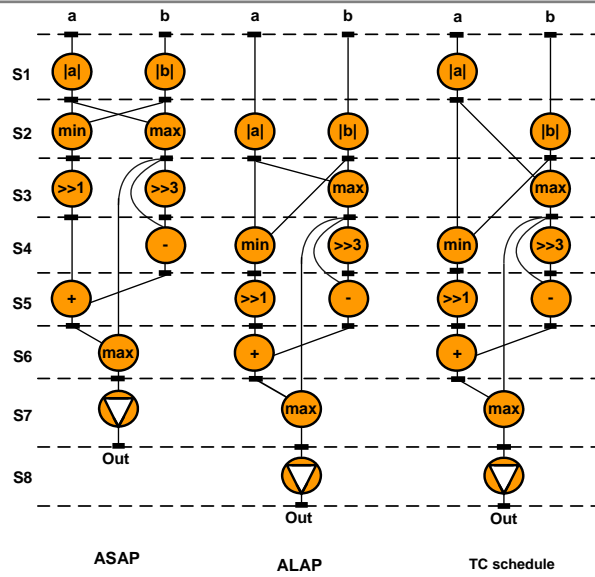 a b a b a b
S1 |a| |b| |a|
S2 min max |a| |b| |b|
S3 >>1 >>3 max max
S4 - min >>3 min >>3
S5 + >>1 - >>1 -
S6 max + +
S7 max max
Out
S8
Out Out
ASAP ALAP TC schedule